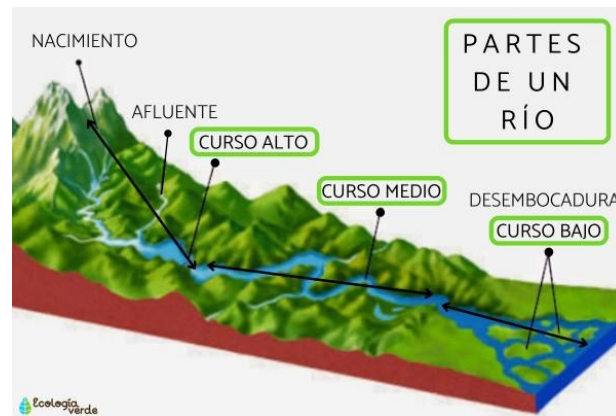 NACIMIENTO
PARTES
DE UN
RÍO
AFLUENTE
CURSO ALTO
CURSO MEDIO
DESEMBOCADURA
CURSO BAJO
Ecología
verde